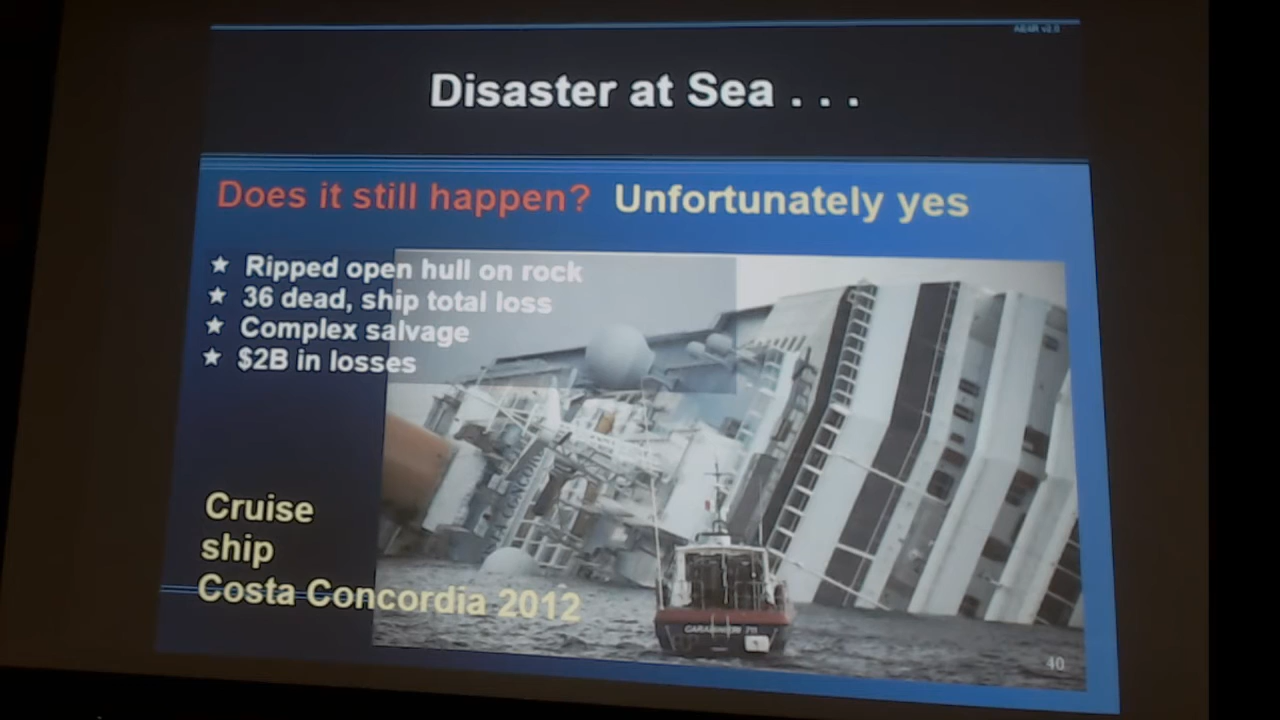 Disaster at Sea . . .
Does it still happen? Unfortunately yes
★ Ripped open hull on rock
★ 36 dead, ship total loss
★ Complex salvage
★ $2B in losses
Cruise
ship
Costa Concordia 2012
40